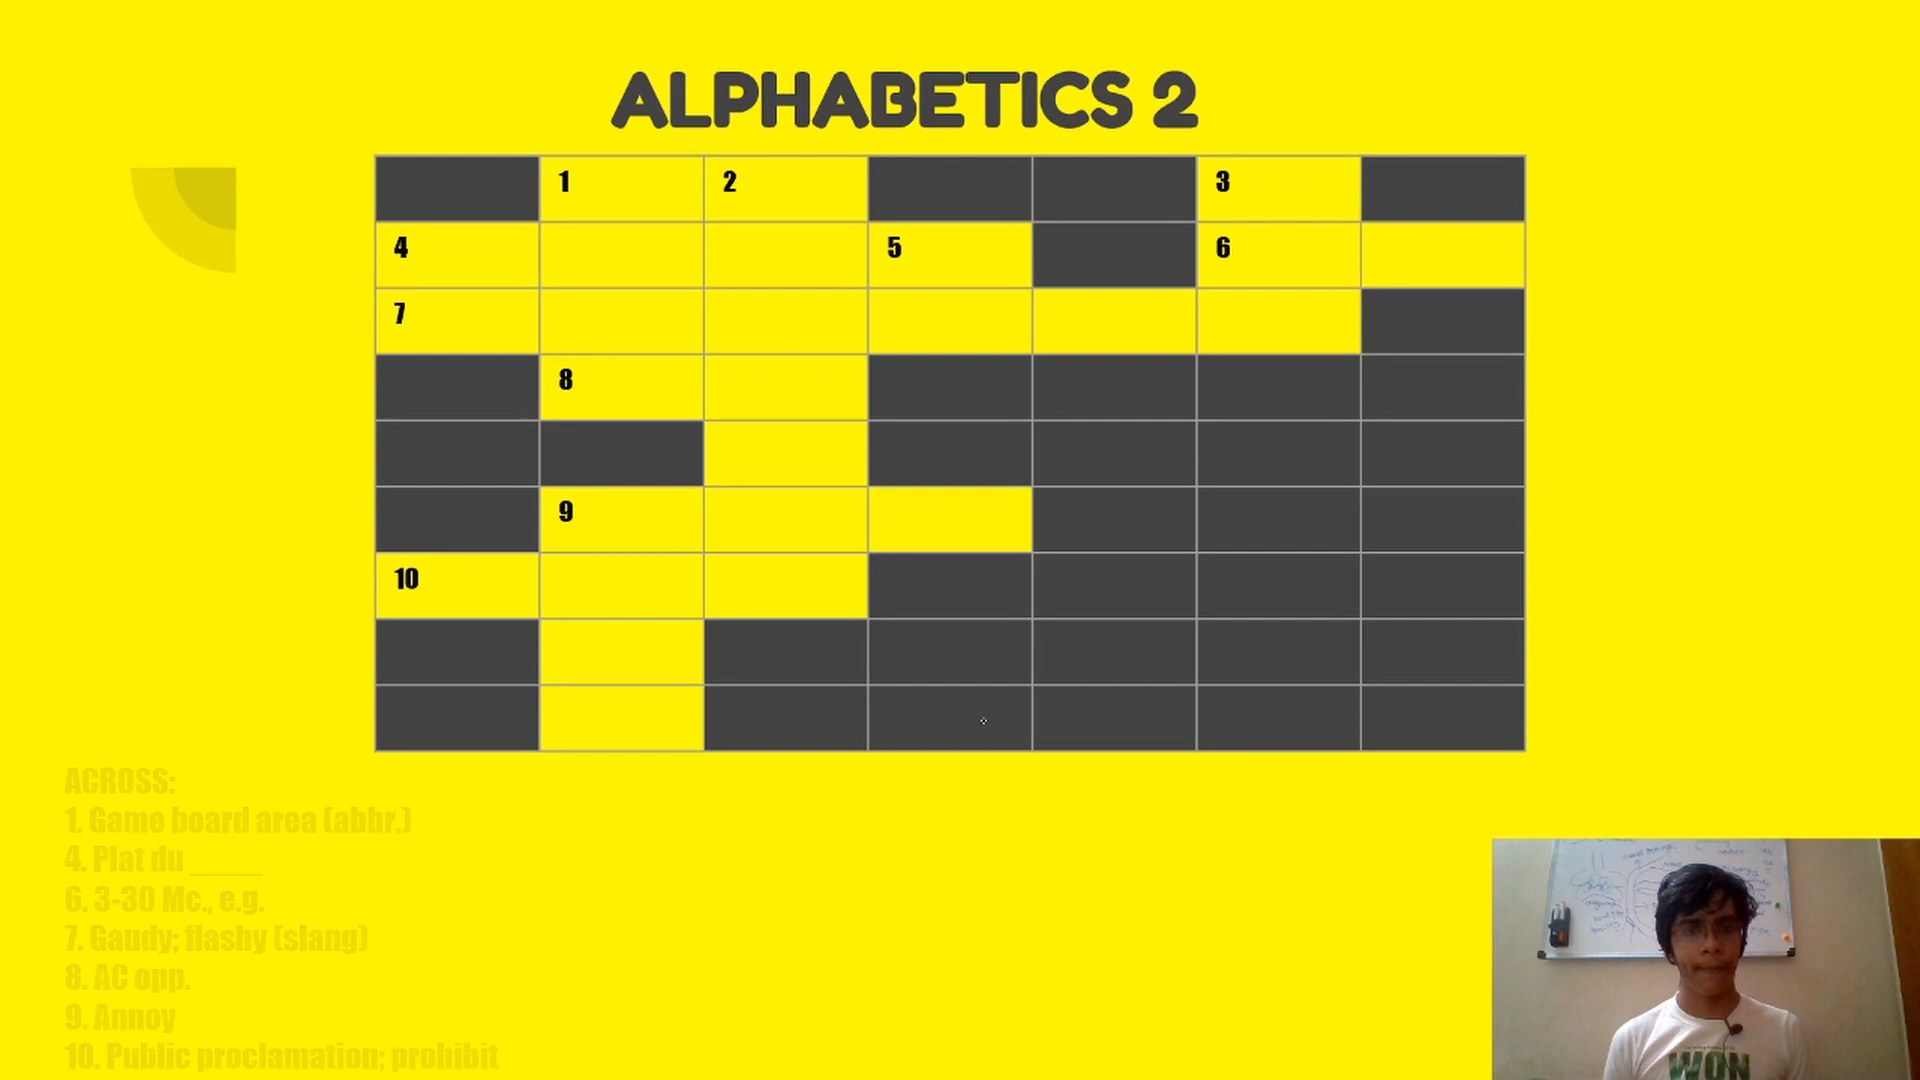 ALPHABETICS 2
1 2 3
4 5 6
7
8
9
10
ACROSS:
1. Game board area (abbr.)
4. Plat du ____
6. 3-30 Mc., e.g.
7. Gaudy; flashy (slang)
8. AC opp.
9. Annoy
10. Public proclamation; prohibit
WON